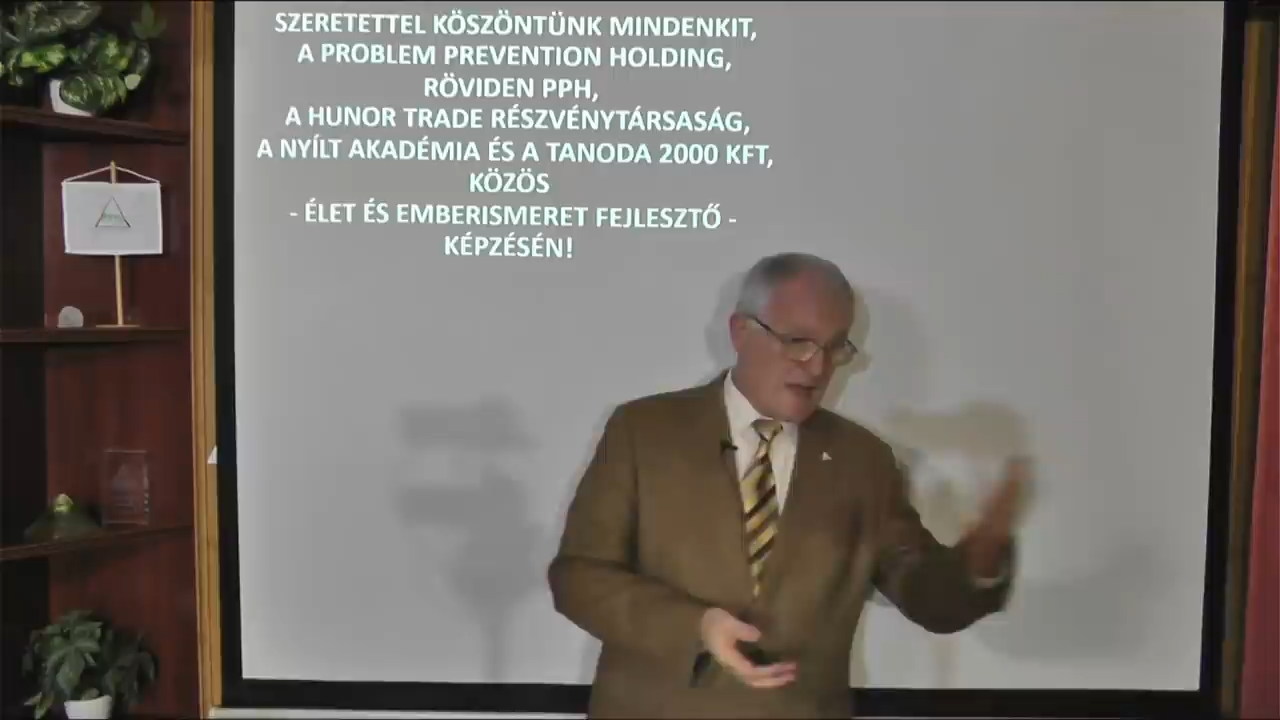 SZERETETTEL KÖSZÖNTÜNK MINDENKIT,
A PROBLEM PREVENTION HOLDING,
RÖVIDEN PPH,
A HUNOR TRADE RÉSZVÉNYTÁRSASÁG,
A NYÍLT AKADÉMIA ÉS A TANODA 2000 KFT,
KÖZÖS
- ÉLET ÉS EMBERISMERET FEJLESZTŐ -
KÉPZÉSÉN!